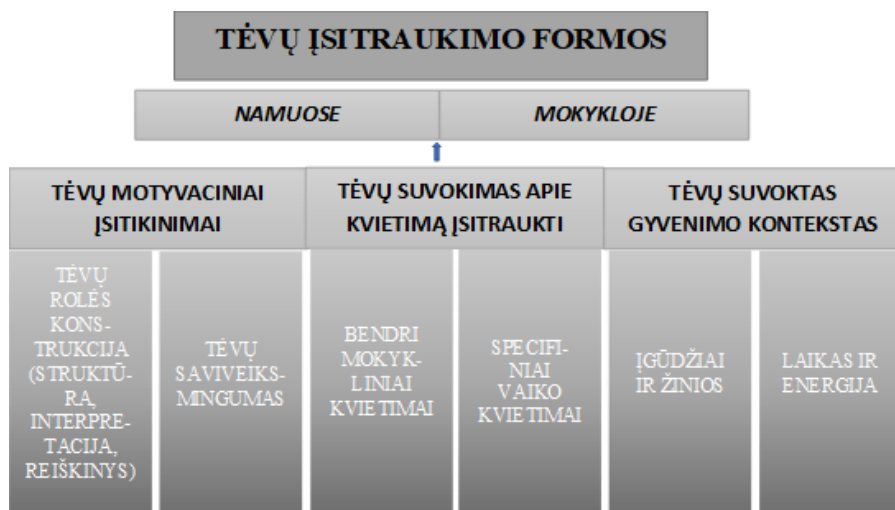 TĖVŲ ĮSITRAUKIMO FORMOS
NAMUOSE
MOKYKLOJE
TĖVŲ MOTYVACINIAI
ĮSITIKINIMAI
TĖVŲ SUVOKIMAS APIE
KVIETIMĄ ĮSITRAUKTI
TĖVŲ SUVOKTAS
GYVENIMO KONTEKSTAS
TĖVŲ
ROLĖS
KONS-
TRUKCIJA
(STRUKTŪ-
RA,
INTERPRE-
TACIJA,
REIŠKINYS)
TĖVŲ
SAVIVEIKS-
MINGUMAS
BENDRI
MOKYK-
LINIAI
KVIETIMAI
SPECIFI-
NIAI
VAIKO
KVIETIMAI
ĮGŪDŽIAI
IR ŽINIOS
LAIKAS IR
ENERGIJA